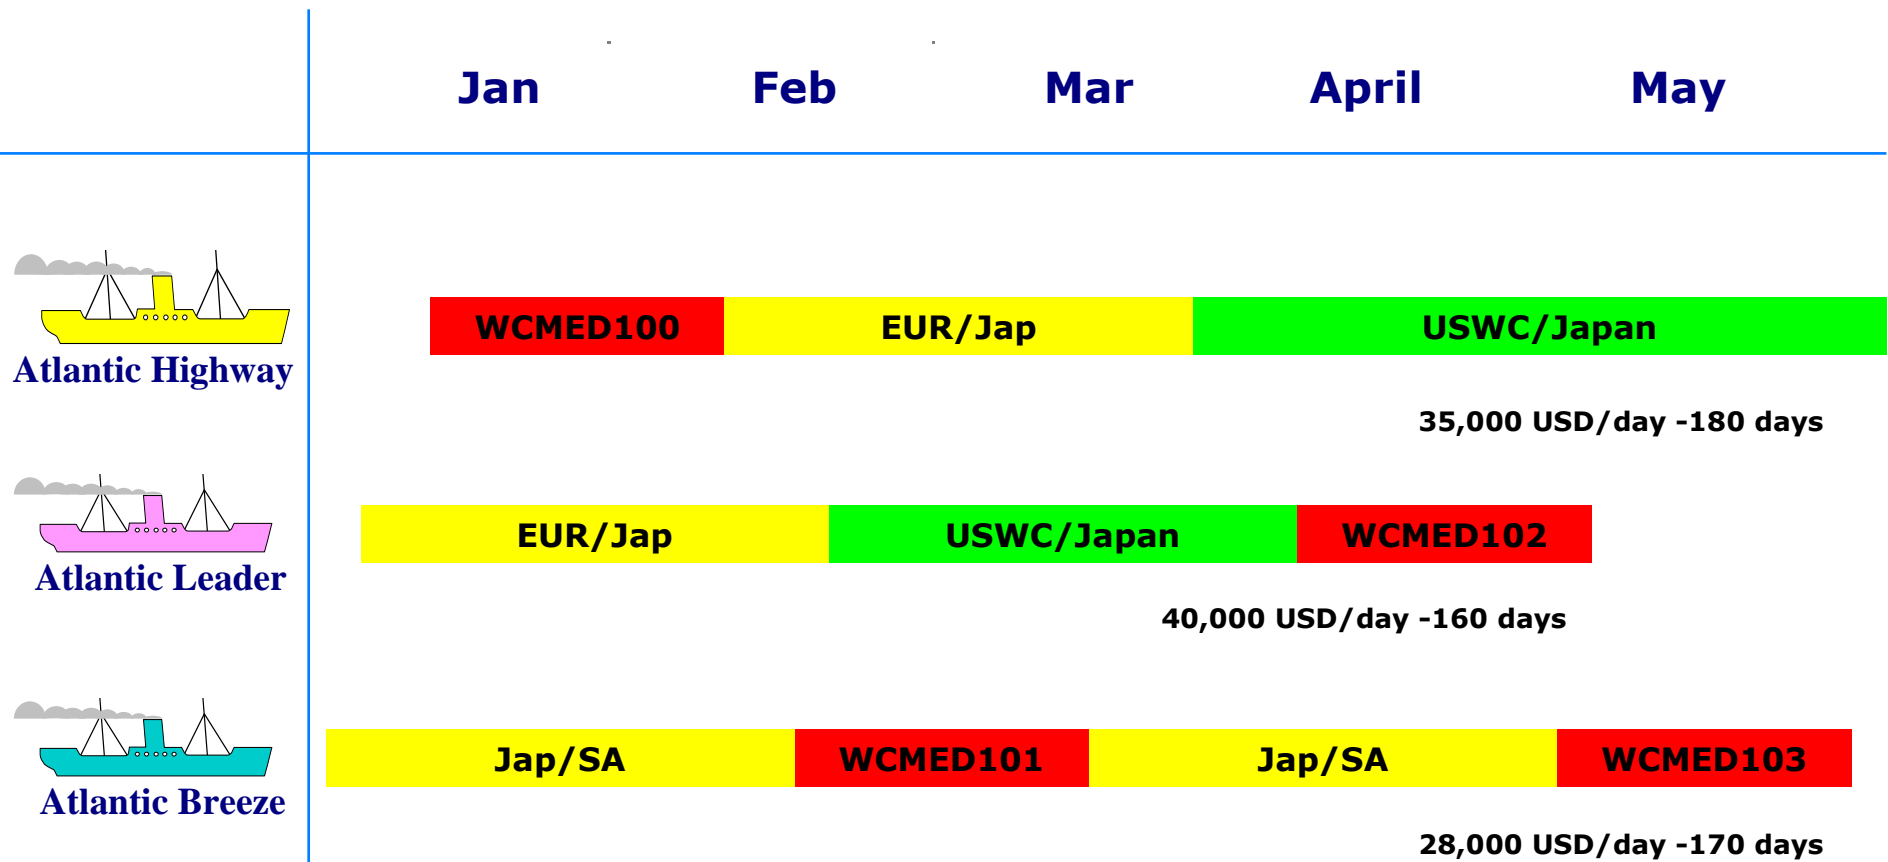 Jan Feb Mar April May
WCMED100 EUR/Jap USWC/Japan
Atlantic Highway
35,000 USD/day -180 days
EUR/Jap USWC/Japan WCMED102
Atlantic Leader
40,000 USD/day -160 days
Jap/SA WCMED101 Jap/SA WCMED103
Atlantic Breeze
28,000 USD/day -170 days